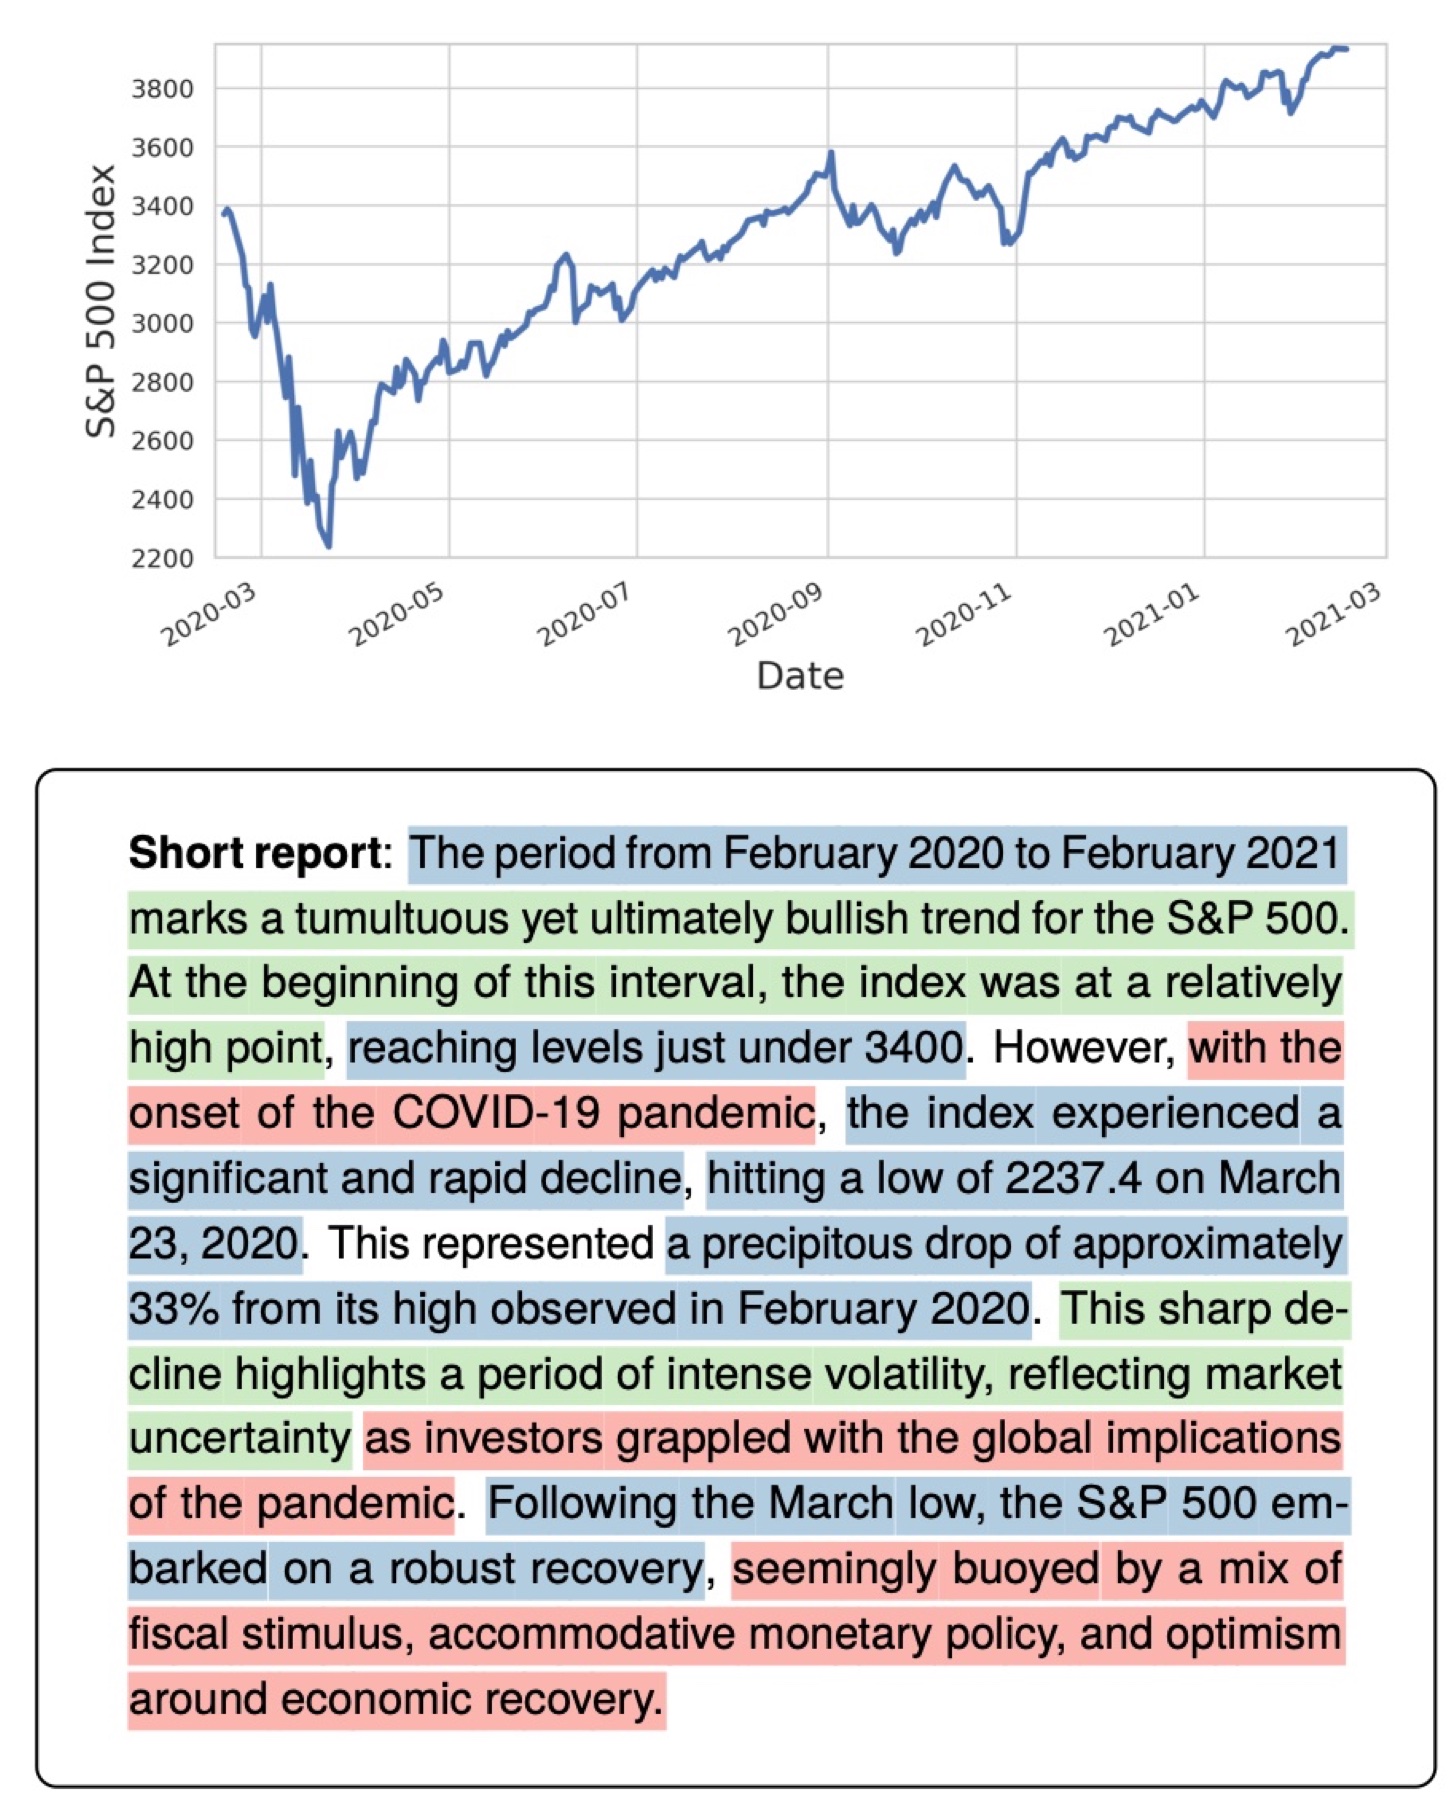 3800
3600
3400
3200
3000
2800
2600
2400
2200
S&P 500 Index
2020-03
2020-05
2020-07
2020-09
2020-11
2021-01
2021-03
Date
Short report: The period from February 2020 to February 2021
marks a tumultuous yet ultimately bullish trend for the S&P 500.
At the beginning of this interval, the index was at a relatively
high point, reaching levels just under 3400. However, with the
onset of the COVID-19 pandemic, the index experienced a
significant and rapid decline, hitting a low of 2237.4 on March
23, 2020. This represented a precipitous drop of approximately
33% from its high observed in February 2020. This sharp de-
cline highlights a period of intense volatility, reflecting market
uncertainty as investors grappled with the global implications
of the pandemic. Following the March low, the S&P 500 em-
barked on a robust recovery, seemingly buoyed by a mix of
fiscal stimulus, accommodative monetary policy, and optimism
around economic recovery.